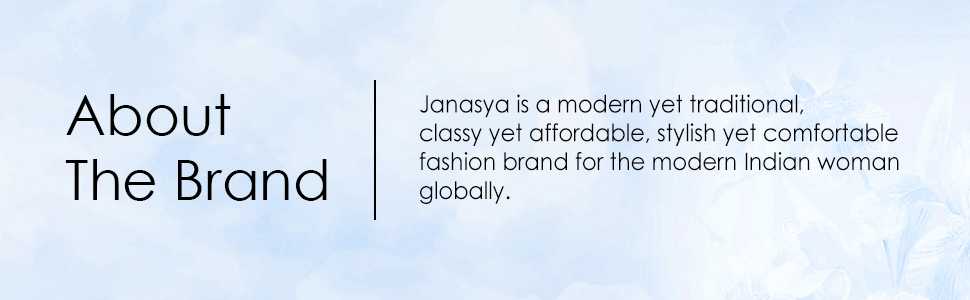 About
The Brand
Janasya is a modern yet traditional,
classy yet affordable, stylish yet comfortable
fashion brand for the modern Indian woman
globally.